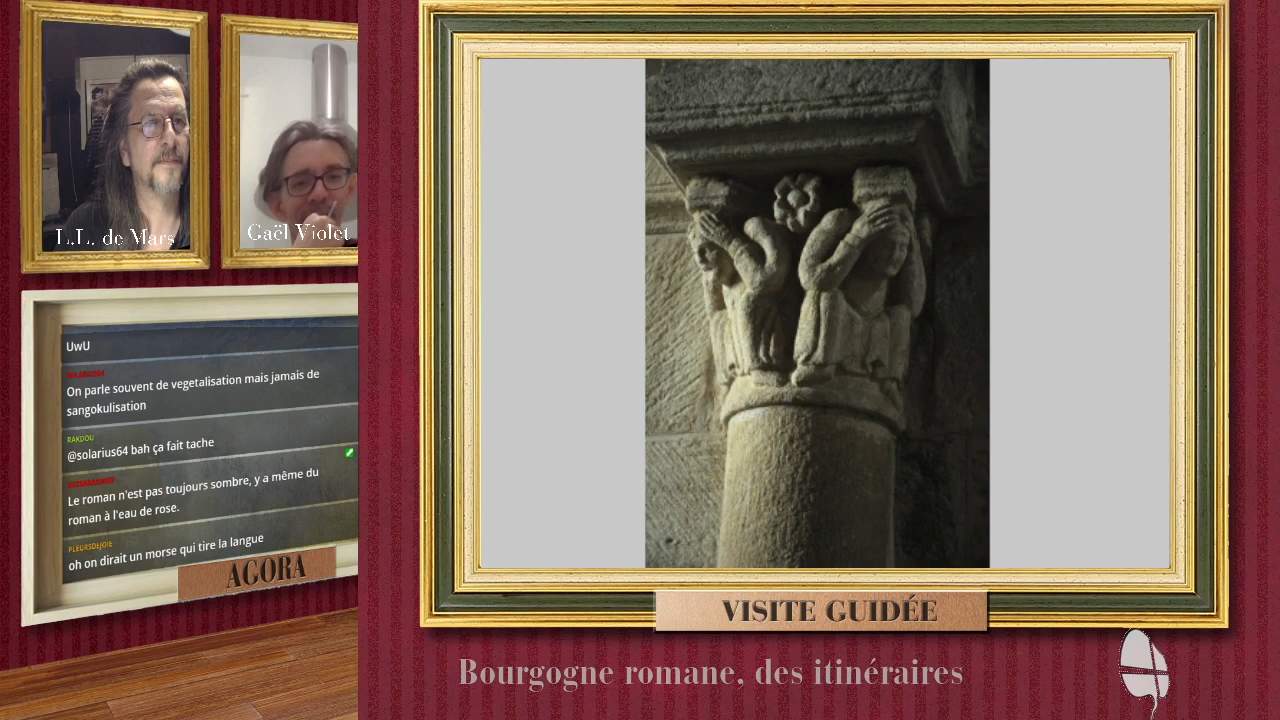 L.L. de Mars
Gaël Violet
UwU
On parle souvent de vegetalisation mais jamais de
sangokulisation
RAKDOU
@solarius64 bah ça fait tache
Le roman n'est pas toujours sombre, y a même du
roman à l'eau de rose.
PLEURSDEJOIE
oh on dirait un morse qui tire la langue
AGORA
VISITE GUIDÉE
Bourgogne romane, des itinéraires